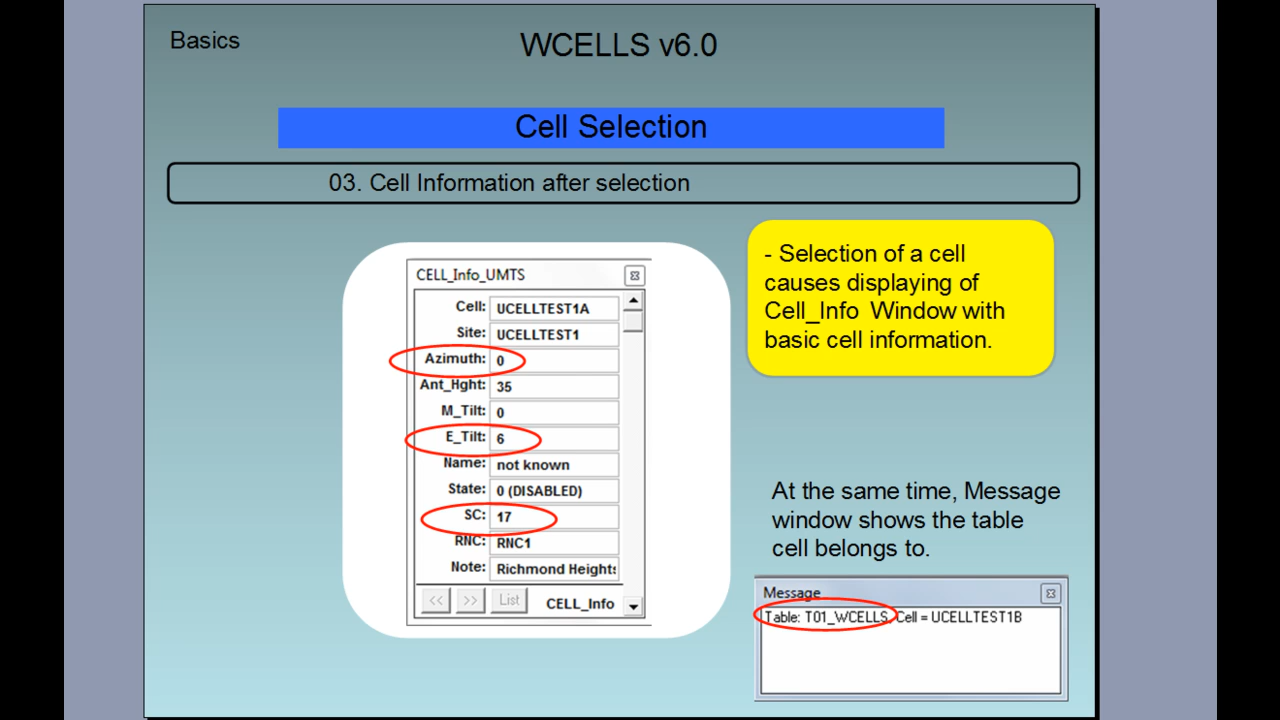 Basics
WCELLS v6.0
Cell Selection
03. Cell Information after selection
CELL_Info_UMTS
Cell: UCELLTEST1A
Site: UCELLTEST1
Azimuth: 0
Ant_Hght: 35
M_Tilt: 0
E_Tilt: 6
Name: not known
State: 0 (DISABLED)
SC: 17
RNC: RNC1
Note: Richmond Heights
<< >> List CELL_Info
- Selection of a cell
causes displaying of
Cell_Info Window with
basic cell information.
At the same time, Message
window shows the table
cell belongs to.
Message
Table: T01_WCELLS, Cell = UCELLTEST1B